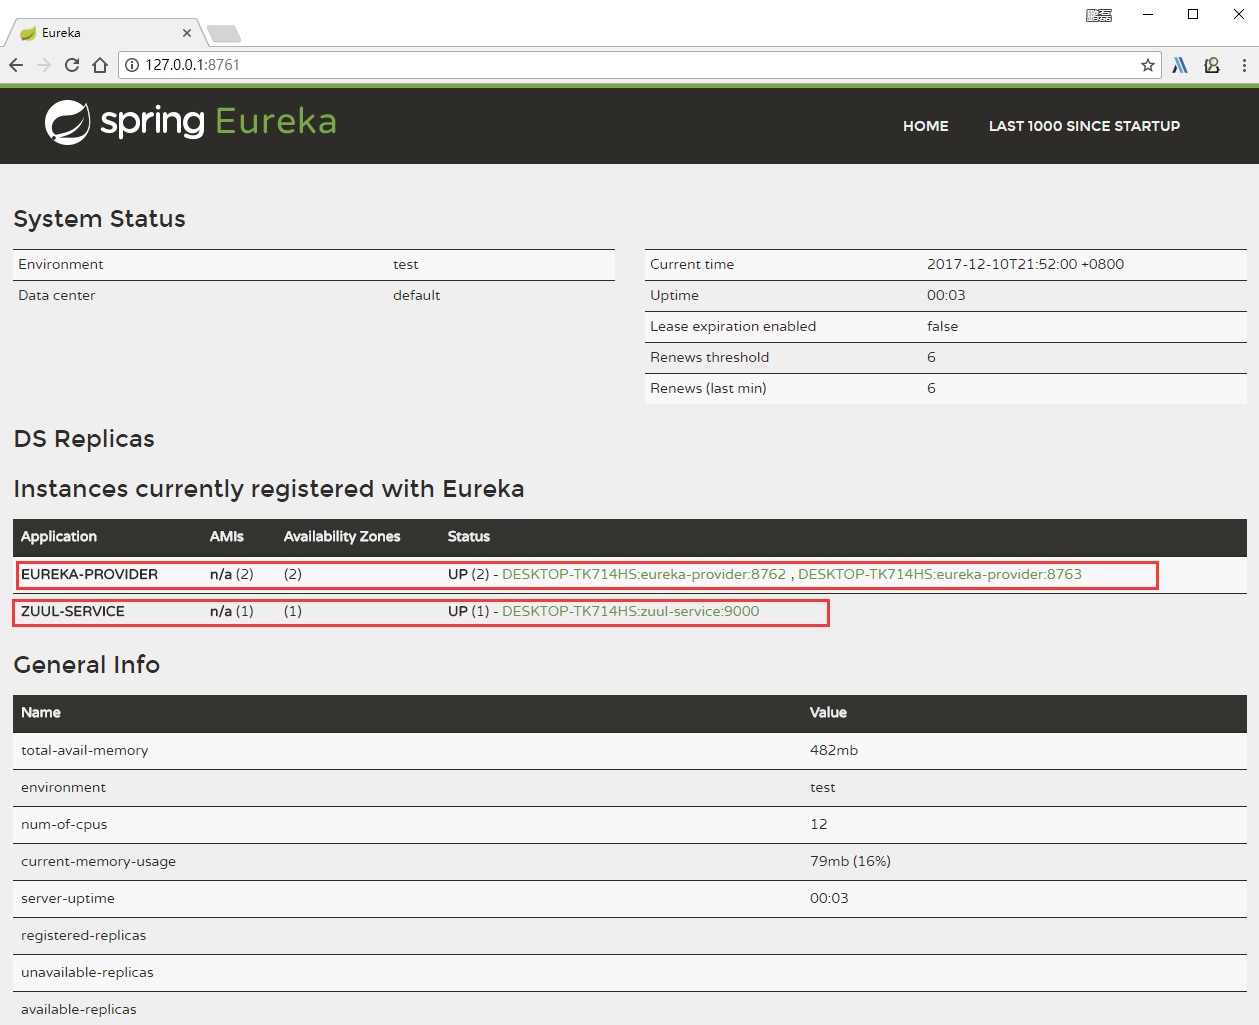 鹏磊
Eureka
127.0.0.1:8761
spring Eureka
HOME LAST 1000 SINCE STARTUP
System Status
Environment test
Data center default
Current time 2017-12-10T21:52:00 +0800
Uptime 00:03
Lease expiration enabled false
Renews threshold 6
Renews (last min) 6
DS Replicas
Instances currently registered with Eureka
Application AMIs Availability Zones Status
EUREKA-PROVIDER n/a (2) (2) UP (2) - DESKTOP-TK714HS:eureka-provider:8762 , DESKTOP-TK714HS:eureka-provider:8763
ZUUL-SERVICE n/a (1) (1) UP (1) - DESKTOP-TK714HS:zuul-service:9000
General Info
Name Value
total-avail-memory 482mb
environment test
num-of-cpus 12
current-memory-usage 79mb (16%)
server-uptime 00:03
registered-replicas
unavailable-replicas
available-replicas